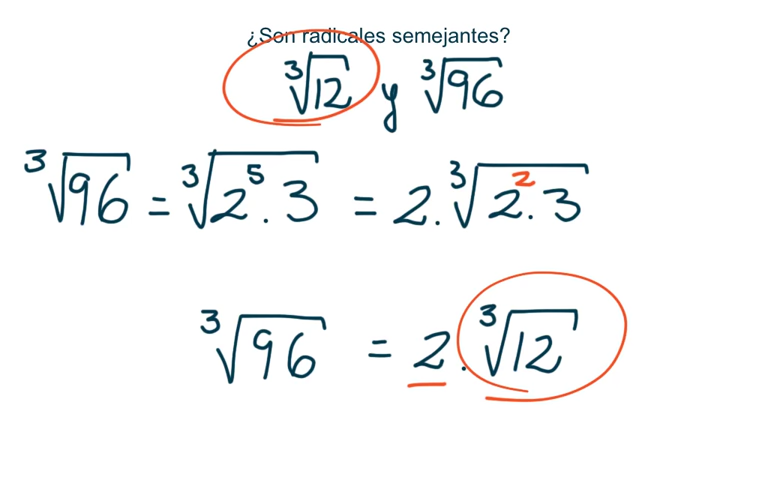 ¿Son radicales semejantes?
∛12 y ∛96
∛96 = ∛2⁵.3 = 2.∛2².3
∛96 = 2.∛12